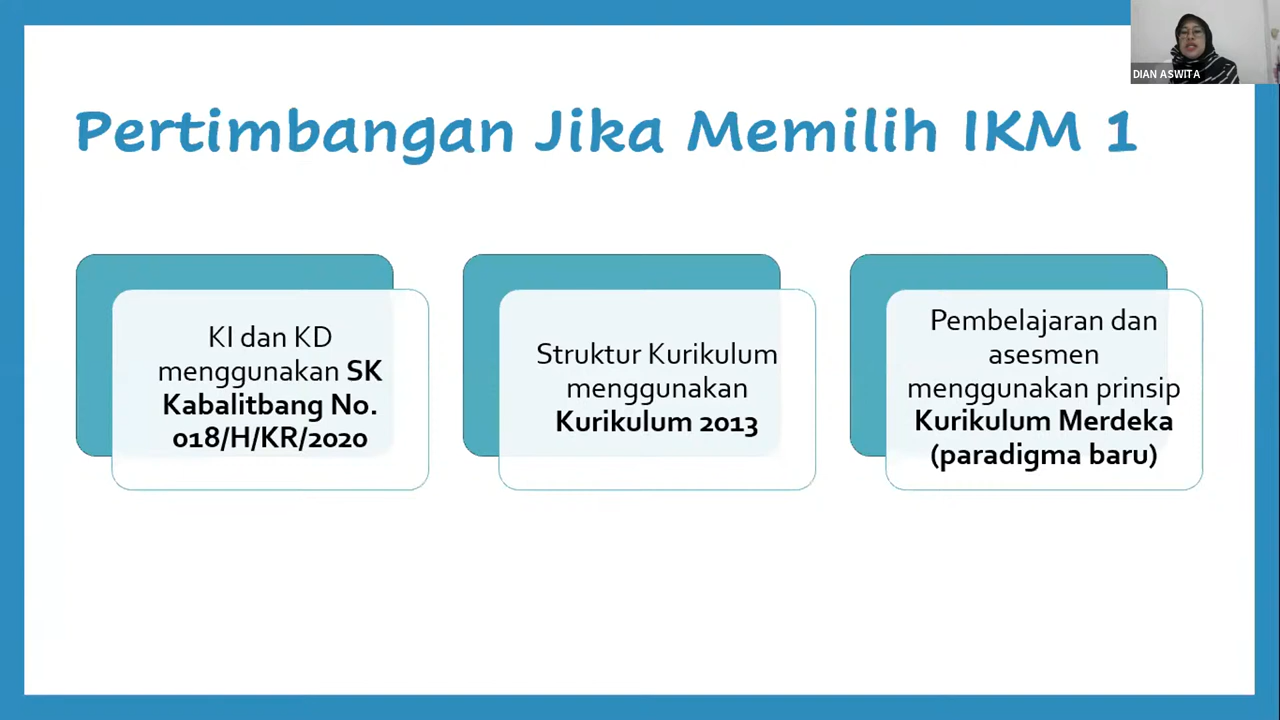 DIAN ASWITA
Pertimbangan Jika Memilih IKM 1
KI dan KD
menggunakan SK
Kabalitbang No.
018/H/KR/2020
Struktur Kurikulum
menggunakan
Kurikulum 2013
Pembelajaran dan
asesmen
menggunakan prinsip
Kurikulum Merdeka
(paradigma baru)